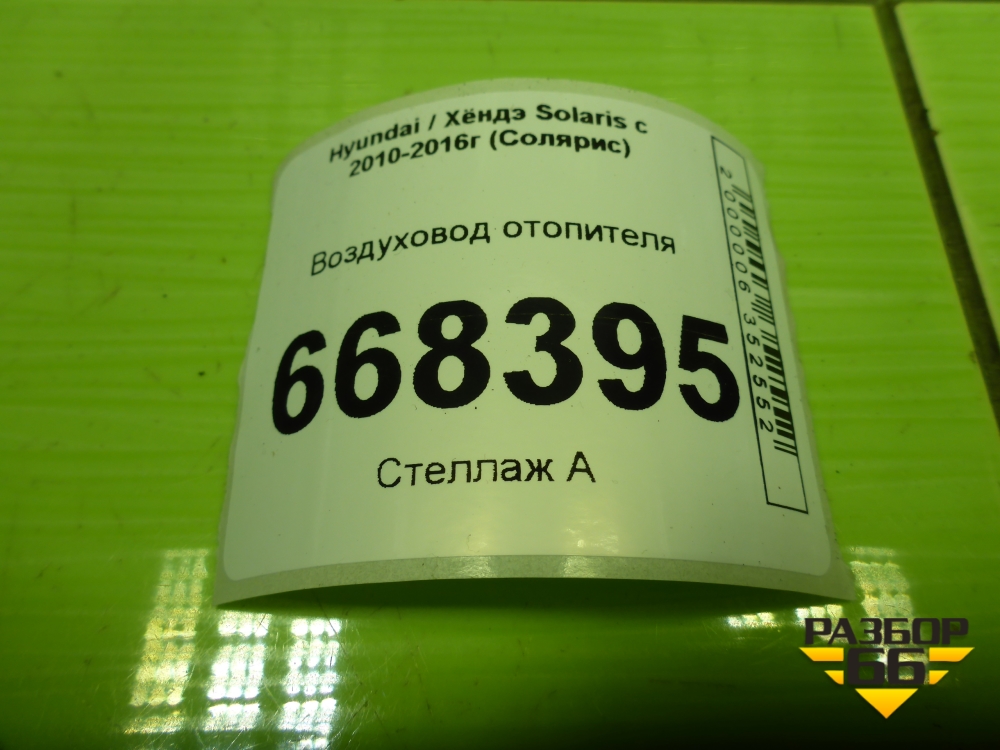 Hyundai / Хёндэ Solaris с
2010-2016г (Солярис)
Воздуховод отопителя
668395
Стеллаж А
2000006352552
РАЗБОР
66